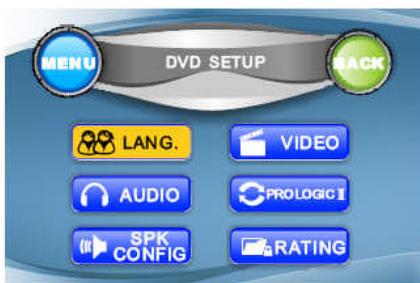 MENU
DVD SETUP
BACK
LANG.
VIDEO
AUDIO
PROLOGIC II
SPK
CONFIG
RATING